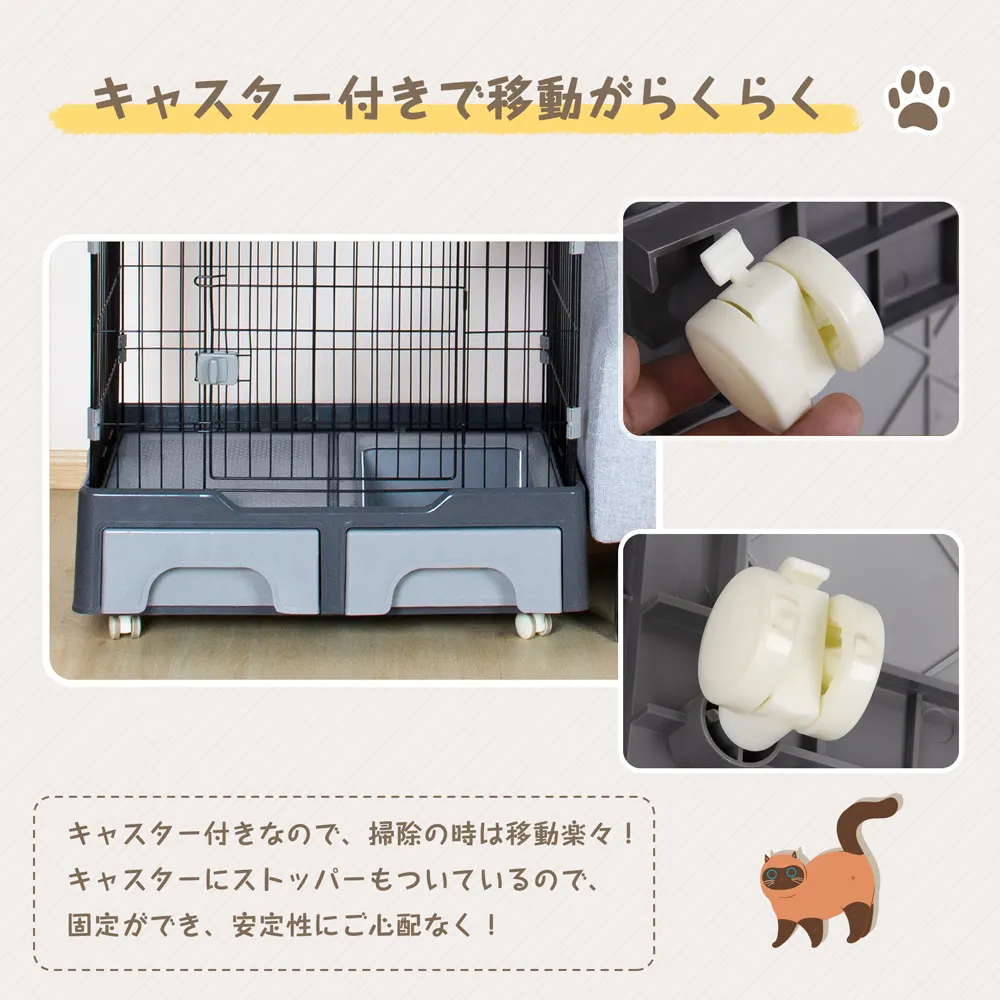 キャスター付きで移動がらくらく
キャスター付きなので、掃除の時は移動楽々！
キャスターにストッパーもついているので、
固定ができ、安定性にご心配なく！